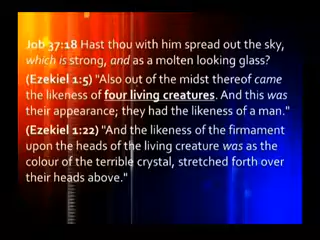 Job 37:18 Hast thou with him spread out the sky,
which is strong, and as a molten looking glass?
(Ezekiel 1:5) "Also out of the midst thereof came
the likeness of four living creatures. And this was
their appearance; they had the likeness of a man."
(Ezekiel 1:22) "And the likeness of the firmament
upon the heads of the living creature was as the
colour of the terrible crystal, stretched forth over
their heads above."